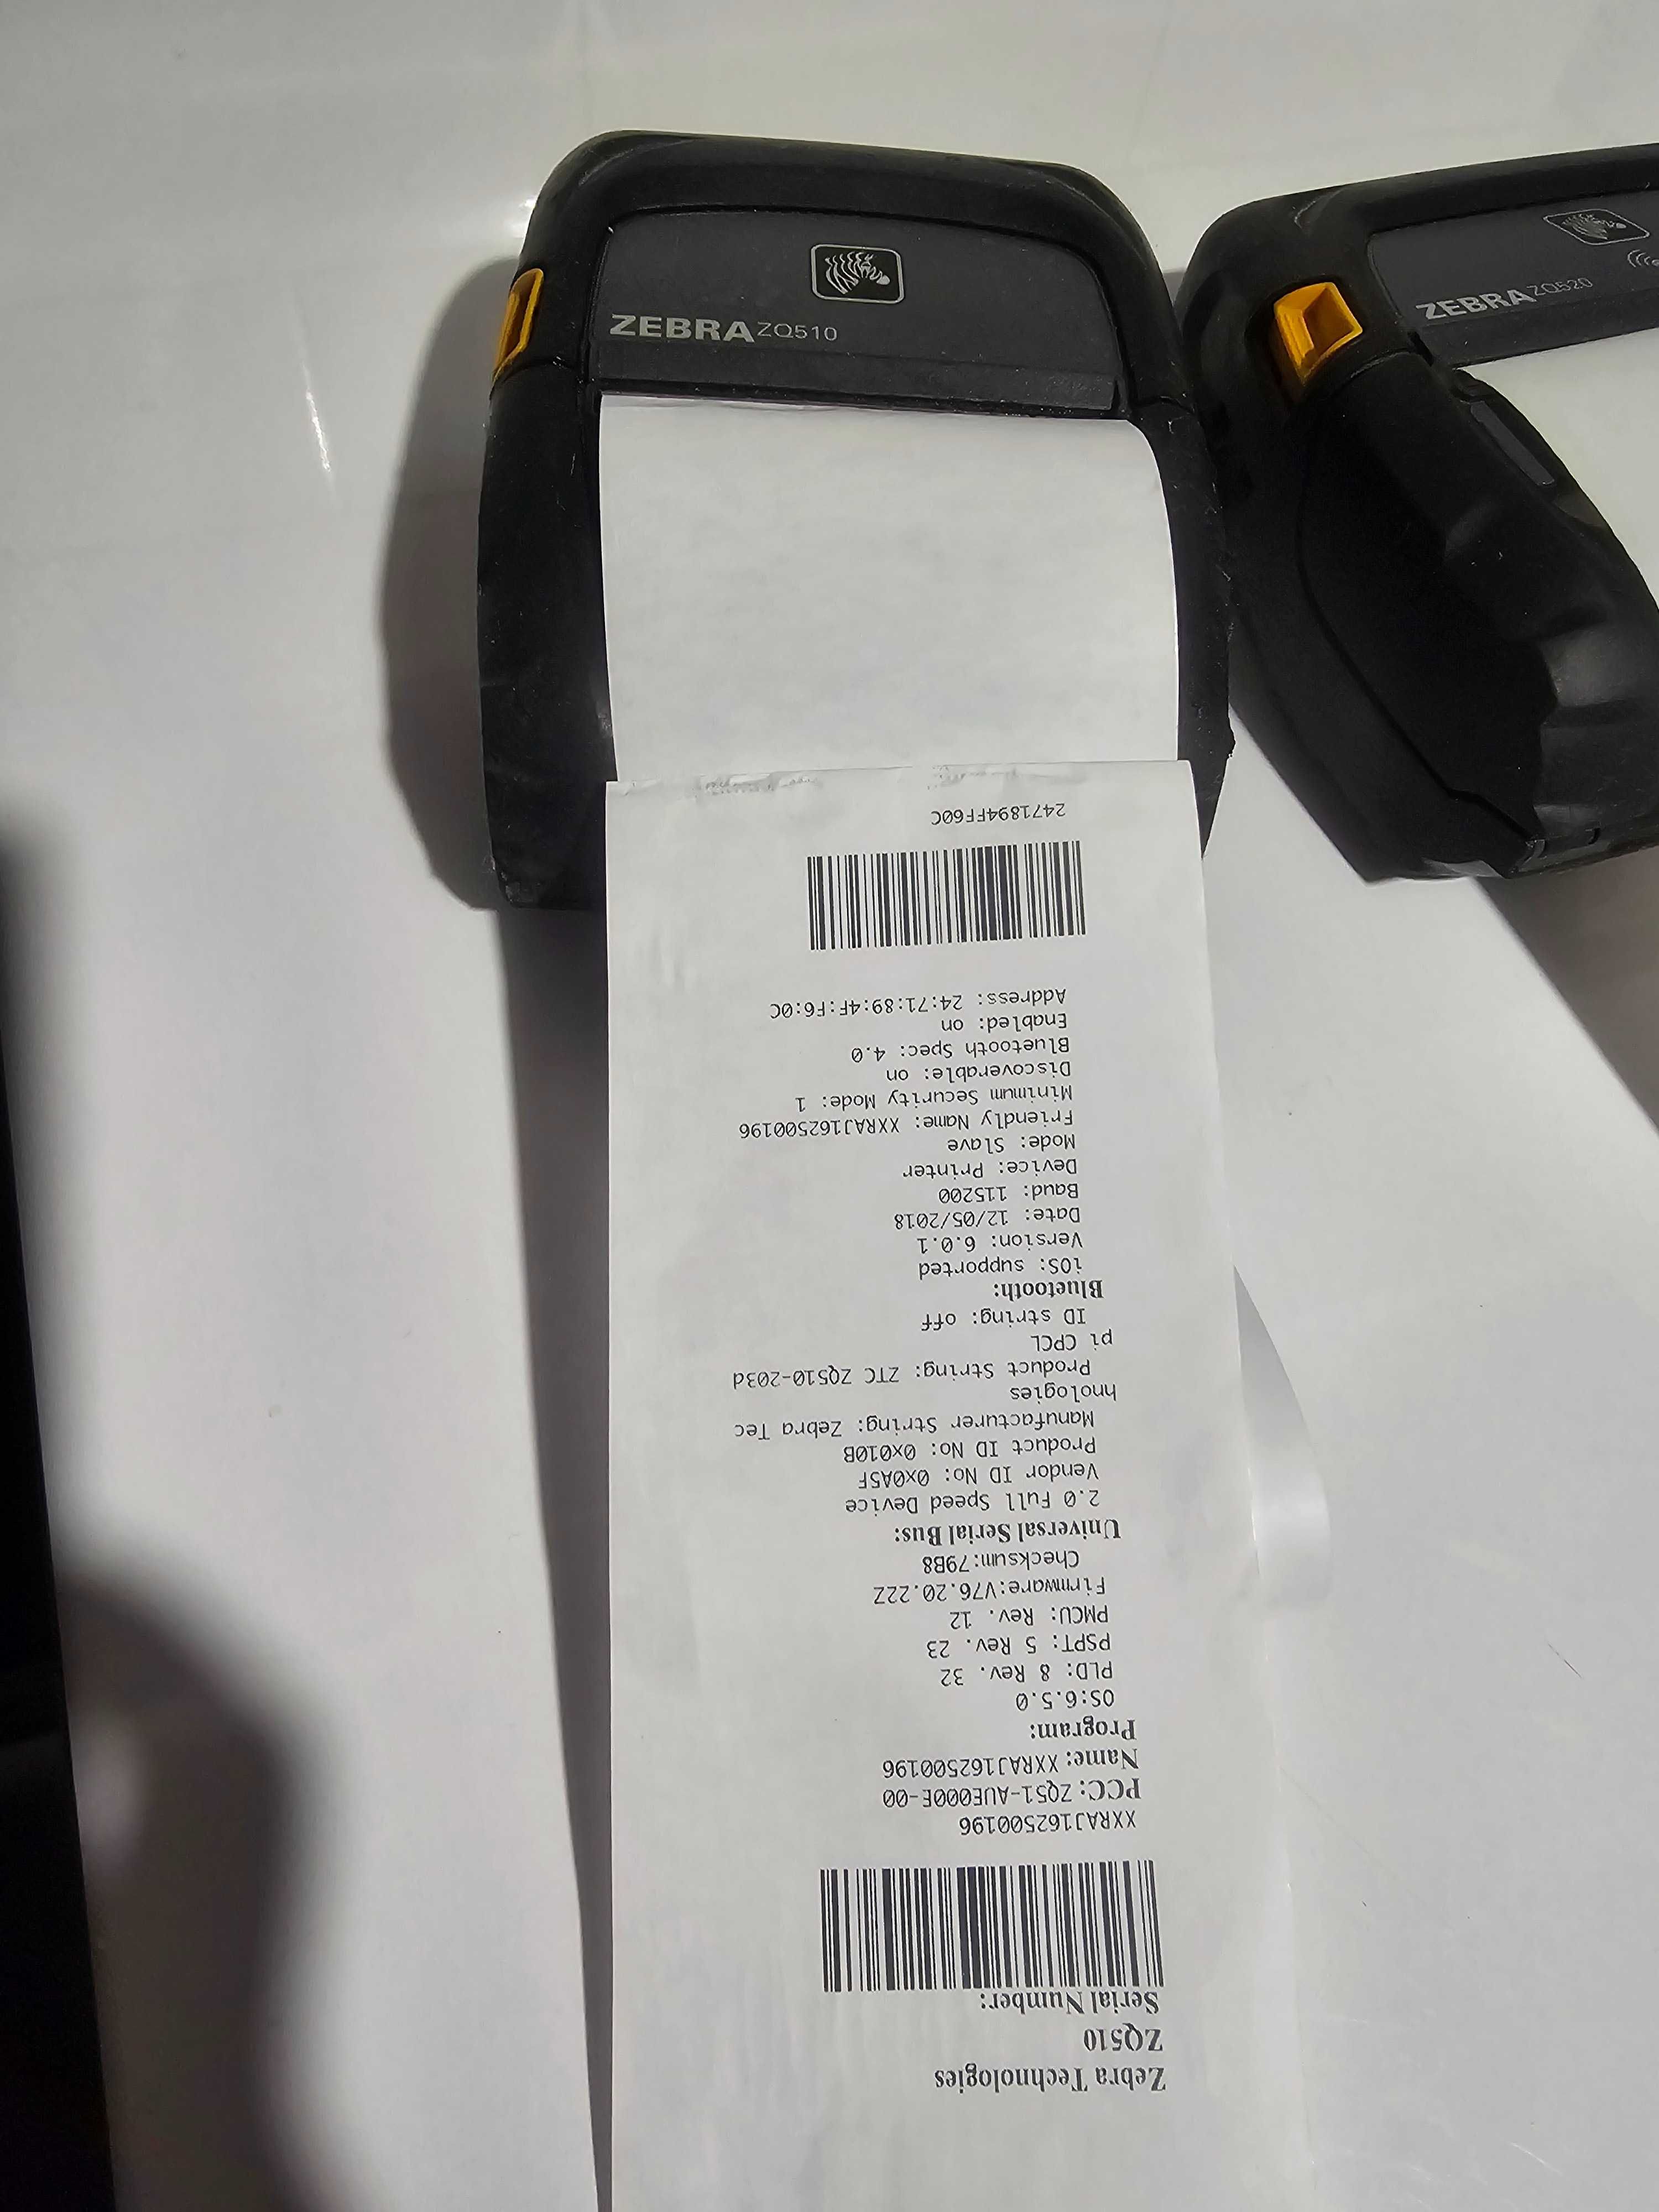 ZEBRA ZQ510
ZEBRA ZQ520
Zebra Technologies
ZQ510
Serial Number:
XXRAJ162500196
PCC: ZQ51-AUE000E-00
Name: XXRAJ162500196
Program:
OS:6.5.0
PLD: 8 Rev. 32
PSPT: 5 Rev. 23
PMCU: Rev. 12
Firmware:V76.20.22Z
Checksum:79B8
Universal Serial Bus:
2.0 Full Speed Device
Vendor ID No: 0x0A5F
Product ID No: 0x010B
Manufacturer String: Zebra Tec
hnologies
Product String: ZTC ZQ510-203d
pi CPCL
ID string: off
Bluetooth:
iOS: supported
Version: 6.0.1
Date: 12/05/2018
Baud: 115200
Device: Printer
Mode: Slave
Friendly Name: XXRAJ162500196
Minimum Security Mode: 1
Discoverable: on
Bluetooth Spec: 4.0
Enabled: on
Address: 24:71:89:4F:F6:0C
2471894FF60C